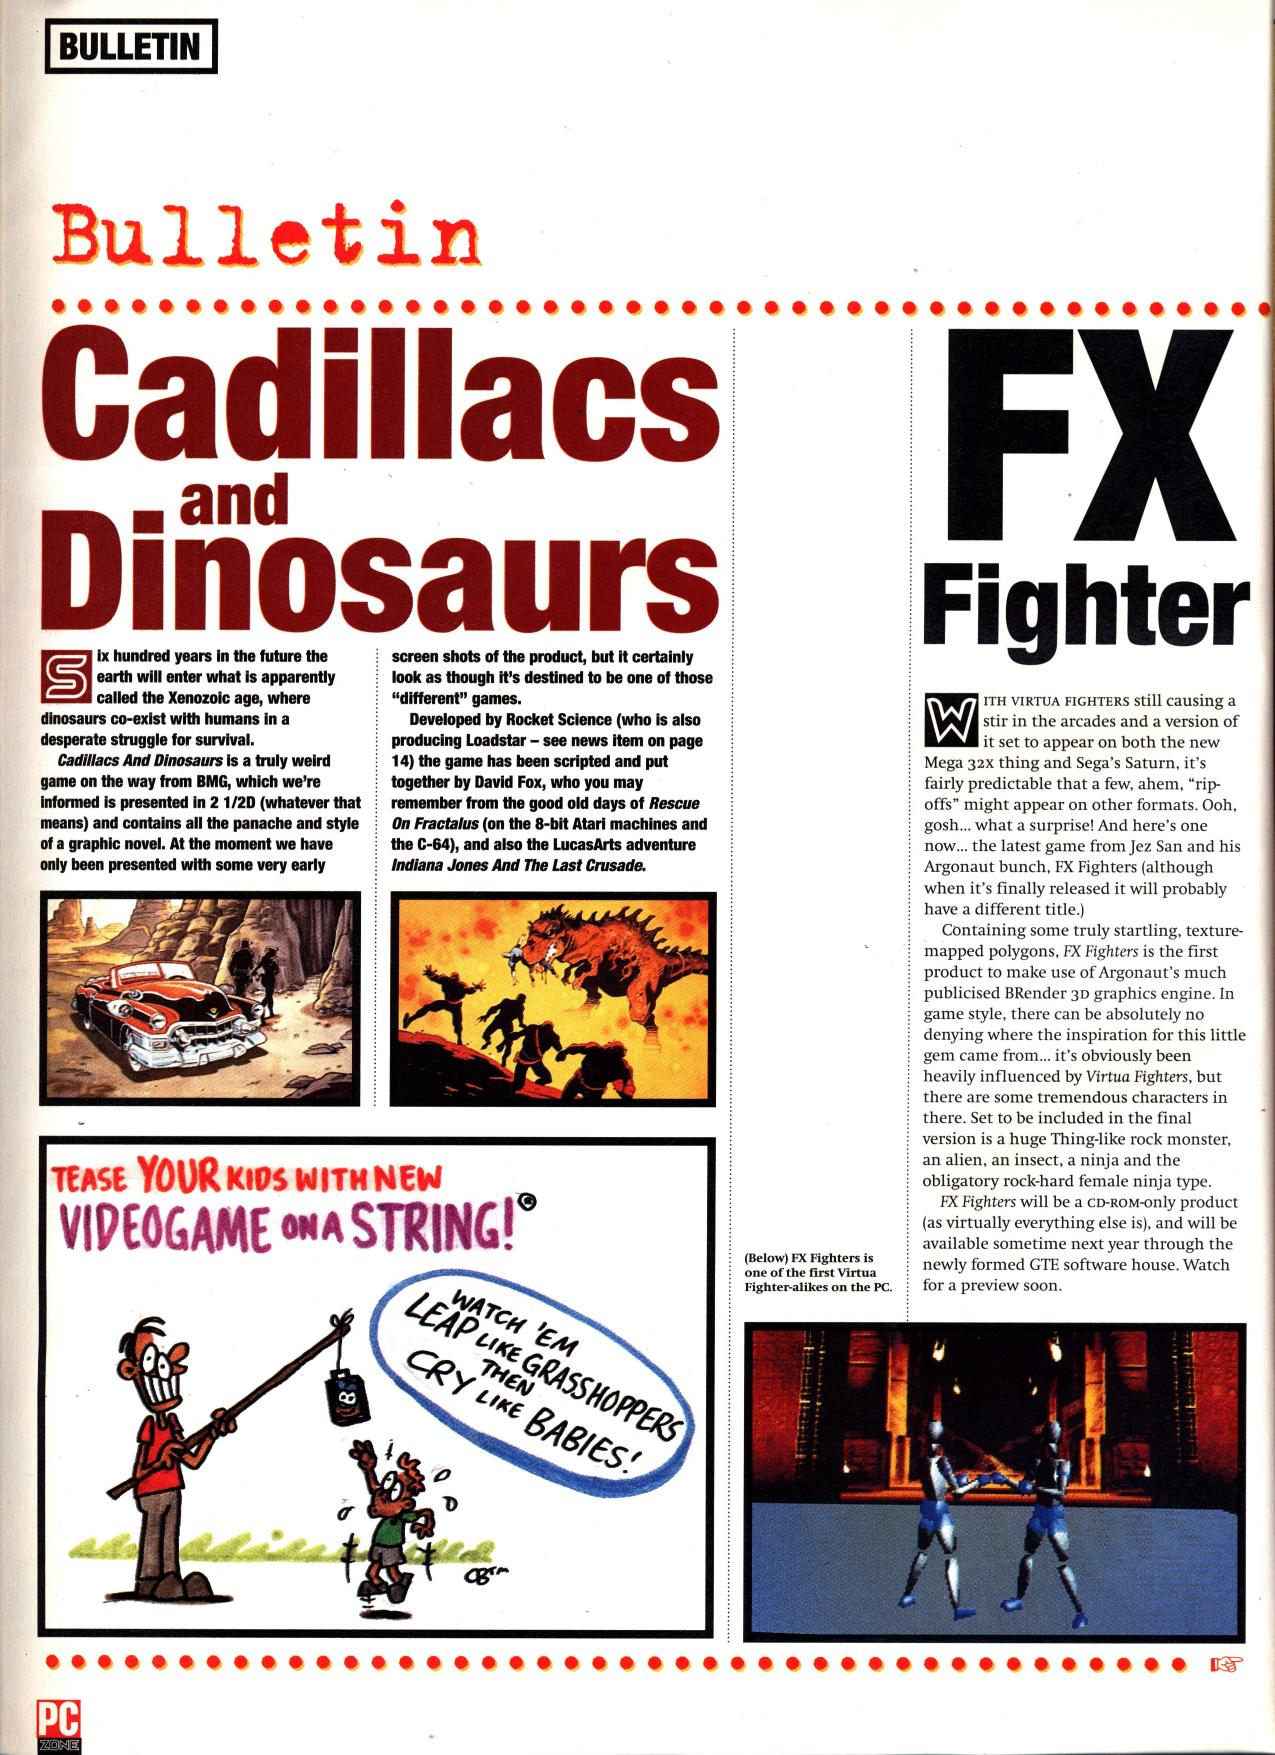 BULLETIN
Bulletin
Cadillacs
and
Dinosaurs
Six hundred years in the future the
earth will enter what is apparently
called the Xenozoic age, where
dinosaurs co-exist with humans in a
desperate struggle for survival.
Cadillacs And Dinosaurs is a truly weird
game on the way from BMG, which we're
informed is presented in 2 1/2D (whatever that
means) and contains all the panache and style
of a graphic novel. At the moment we have
only been presented with some very early
screen shots of the product, but it certainly
look as though it's destined to be one of those
“different” games.
Developed by Rocket Science (who is also
producing Loadstar – see news item on page
14) the game has been scripted and put
together by David Fox, who you may
remember from the good old days of Rescue
On Fractalus (on the 8-bit Atari machines and
the C-64), and also the LucasArts adventure
Indiana Jones And The Last Crusade.
TEASE YOUR KIDS WITH NEW
VIDEOGAME ON A STRING!©
WATCH 'EM
LEAP LIKE GRASSHOPPERS
THEN
CRY LIKE BABIES!
FX
Fighter
WITH VIRTUA FIGHTERS still causing a
stir in the arcades and a version of
it set to appear on both the new
Mega 32X thing and Sega's Saturn, it's
fairly predictable that a few, ahem, “rip-
offs” might appear on other formats. Ooh,
gosh... what a surprise! And here's one
now... the latest game from Jez San and his
Argonaut bunch, FX Fighters (although
when it's finally released it will probably
have a different title.)
Containing some truly startling, texture-
mapped polygons, FX Fighters is the first
product to make use of Argonaut's much
publicised BRender 3D graphics engine. In
game style, there can be absolutely no
denying where the inspiration for this little
gem came from... it's obviously been
heavily influenced by Virtua Fighters, but
there are some tremendous characters in
there. Set to be included in the final
version is a huge Thing-like rock monster,
an alien, an insect, a ninja and the
obligatory rock-hard female ninja type.
FX Fighters will be a CD-ROM-only product
(as virtually everything else is), and will be
available sometime next year through the
newly formed GTE software house. Watch
for a preview soon.
(Below) FX Fighters is
one of the first Virtua
Fighter-alikes on the PC.
PC
ZONE